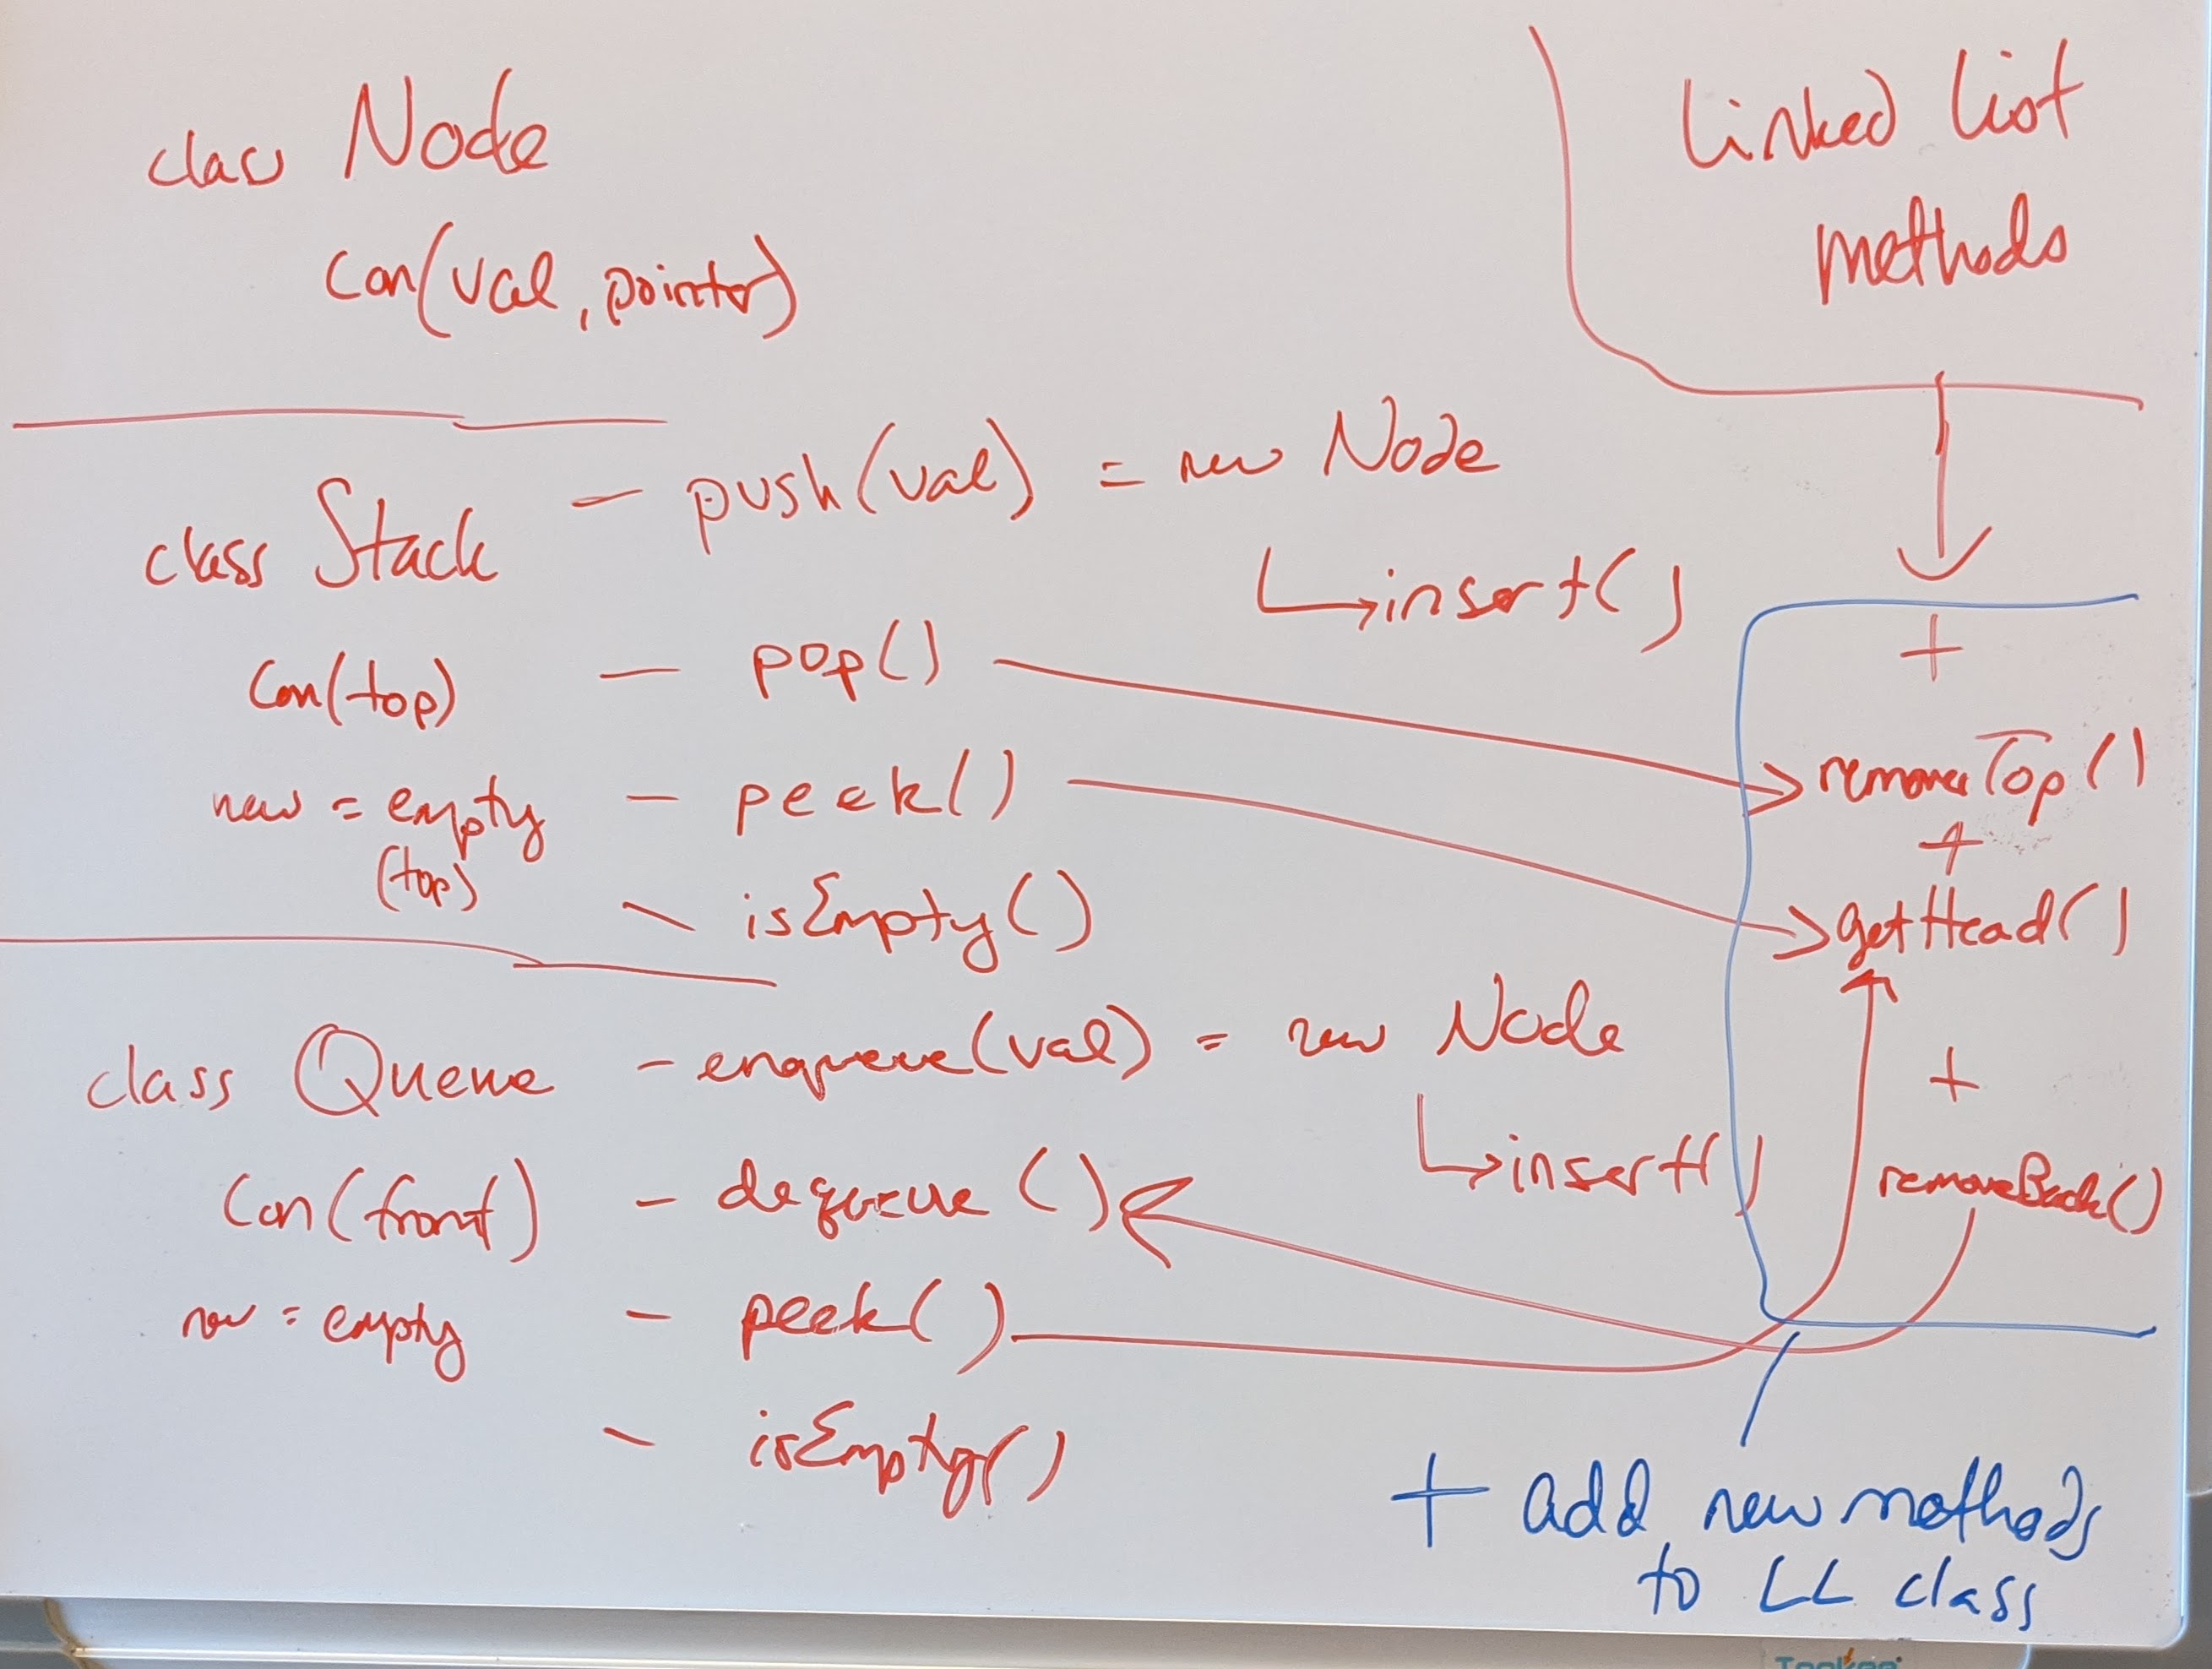 class Node
con(val, pointer)
Linked List
methods
class Stack
- push(val) = new Node
↳ insert()
con(top)
- pop()
new = empty
(top)
- peek()
- isEmpty()
+
removeTop()
+
getHead()
+
removeBack()
class Queue
- enqueue(val) = new Node
↳ insert()
con(front)
- dequeue()
new = empty
- peek()
- isEmpty()
+ add new methods
to LL class